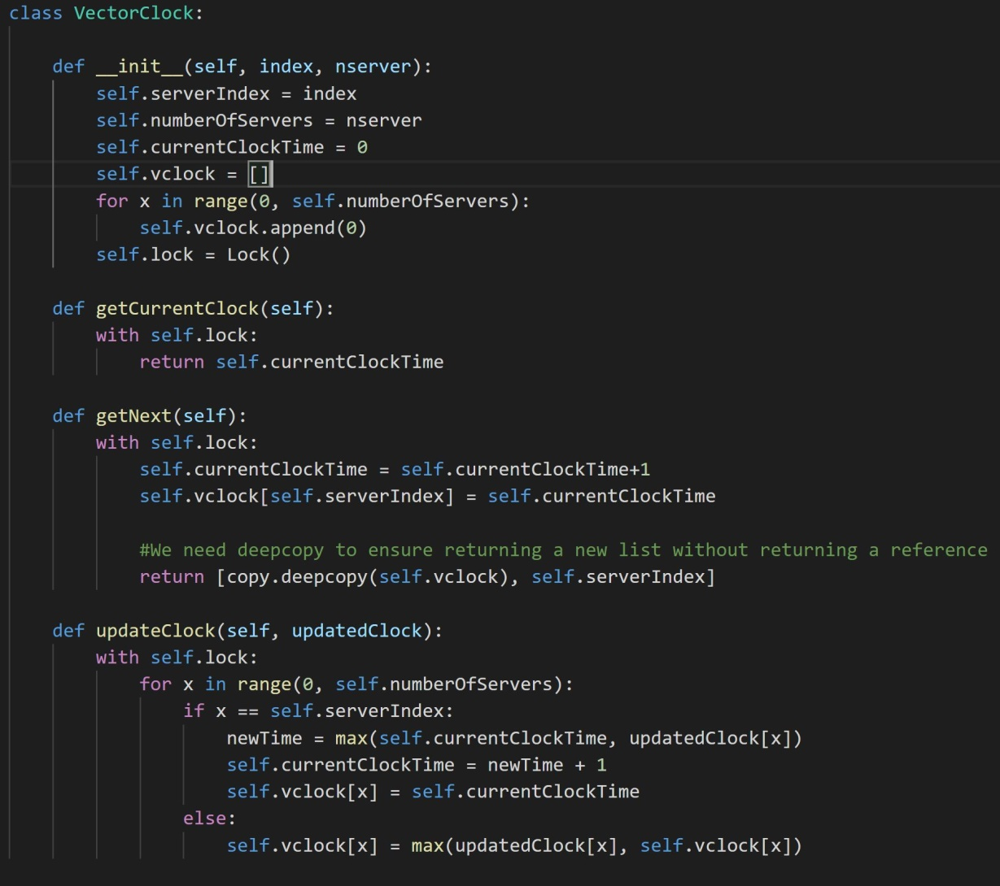 class VectorClock:
    def __init__(self, index, nserver):
        self.serverIndex = index
        self.numberOfServers = nserver
        self.currentClockTime = 0
        self.vclock = []
        for x in range(0, self.numberOfServers):
            self.vclock.append(0)
        self.lock = Lock()
    def getCurrentClock(self):
        with self.lock:
            return self.currentClockTime
    def getNext(self):
        with self.lock:
            self.currentClockTime = self.currentClockTime+1
            self.vclock[self.serverIndex] = self.currentClockTime
            #We need deepcopy to ensure returning a new list without returning a reference
            return [copy.deepcopy(self.vclock), self.serverIndex]
    def updateClock(self, updatedClock):
        with self.lock:
            for x in range(0, self.numberOfServers):
                if x == self.serverIndex:
                    newTime = max(self.currentClockTime, updatedClock[x])
                    self.currentClockTime = newTime + 1
                    self.vclock[x] = self.currentClockTime
                else:
                    self.vclock[x] = max(updatedClock[x], self.vclock[x])